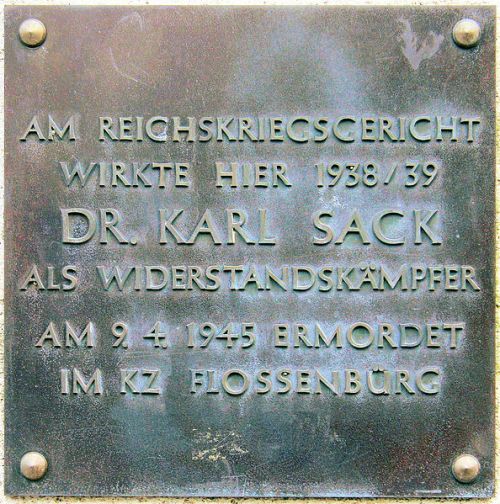 AM REICHSKRIEGSGERICHT
WIRKTE HIER 1938/39
DR. KARL SACK
ALS WIDERSTANDSKÄMPFER
AM 9. 4. 1945 ERMORDET
IM KZ FLOSSENBÜRG